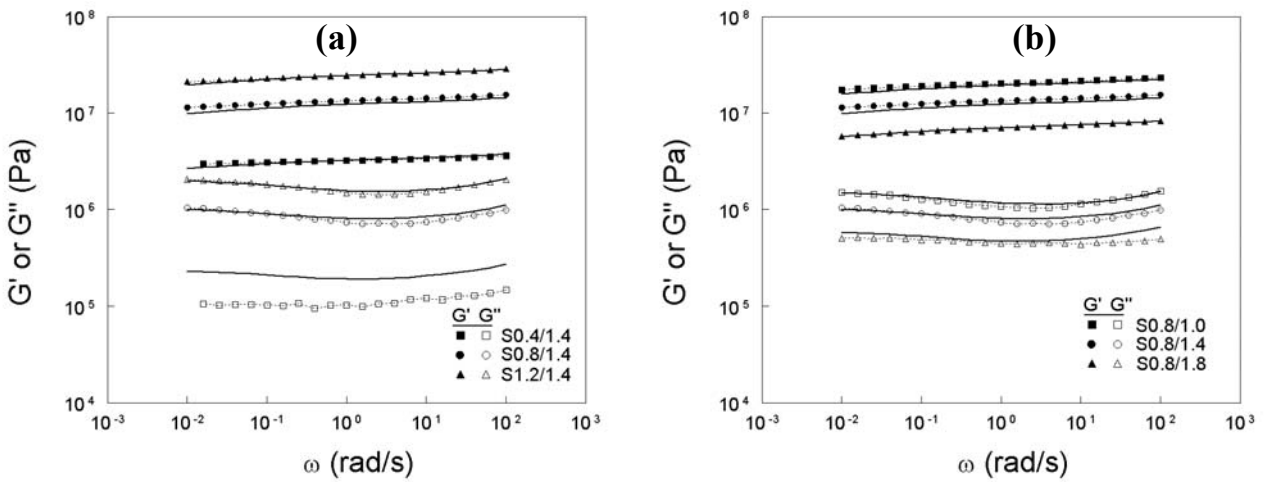 (a)
10⁸
10⁷
10⁶
10⁵
10⁴
G' or G" (Pa)
G' G"
S0.4/1.4
S0.8/1.4
S1.2/1.4
10⁻³ 10⁻² 10⁻¹ 10⁰ 10¹ 10² 10³
ω (rad/s)
(b)
10⁸
10⁷
10⁶
10⁵
10⁴
G' or G" (Pa)
G' G"
S0.8/1.0
S0.8/1.4
S0.8/1.8
10⁻³ 10⁻² 10⁻¹ 10⁰ 10¹ 10² 10³
ω (rad/s)